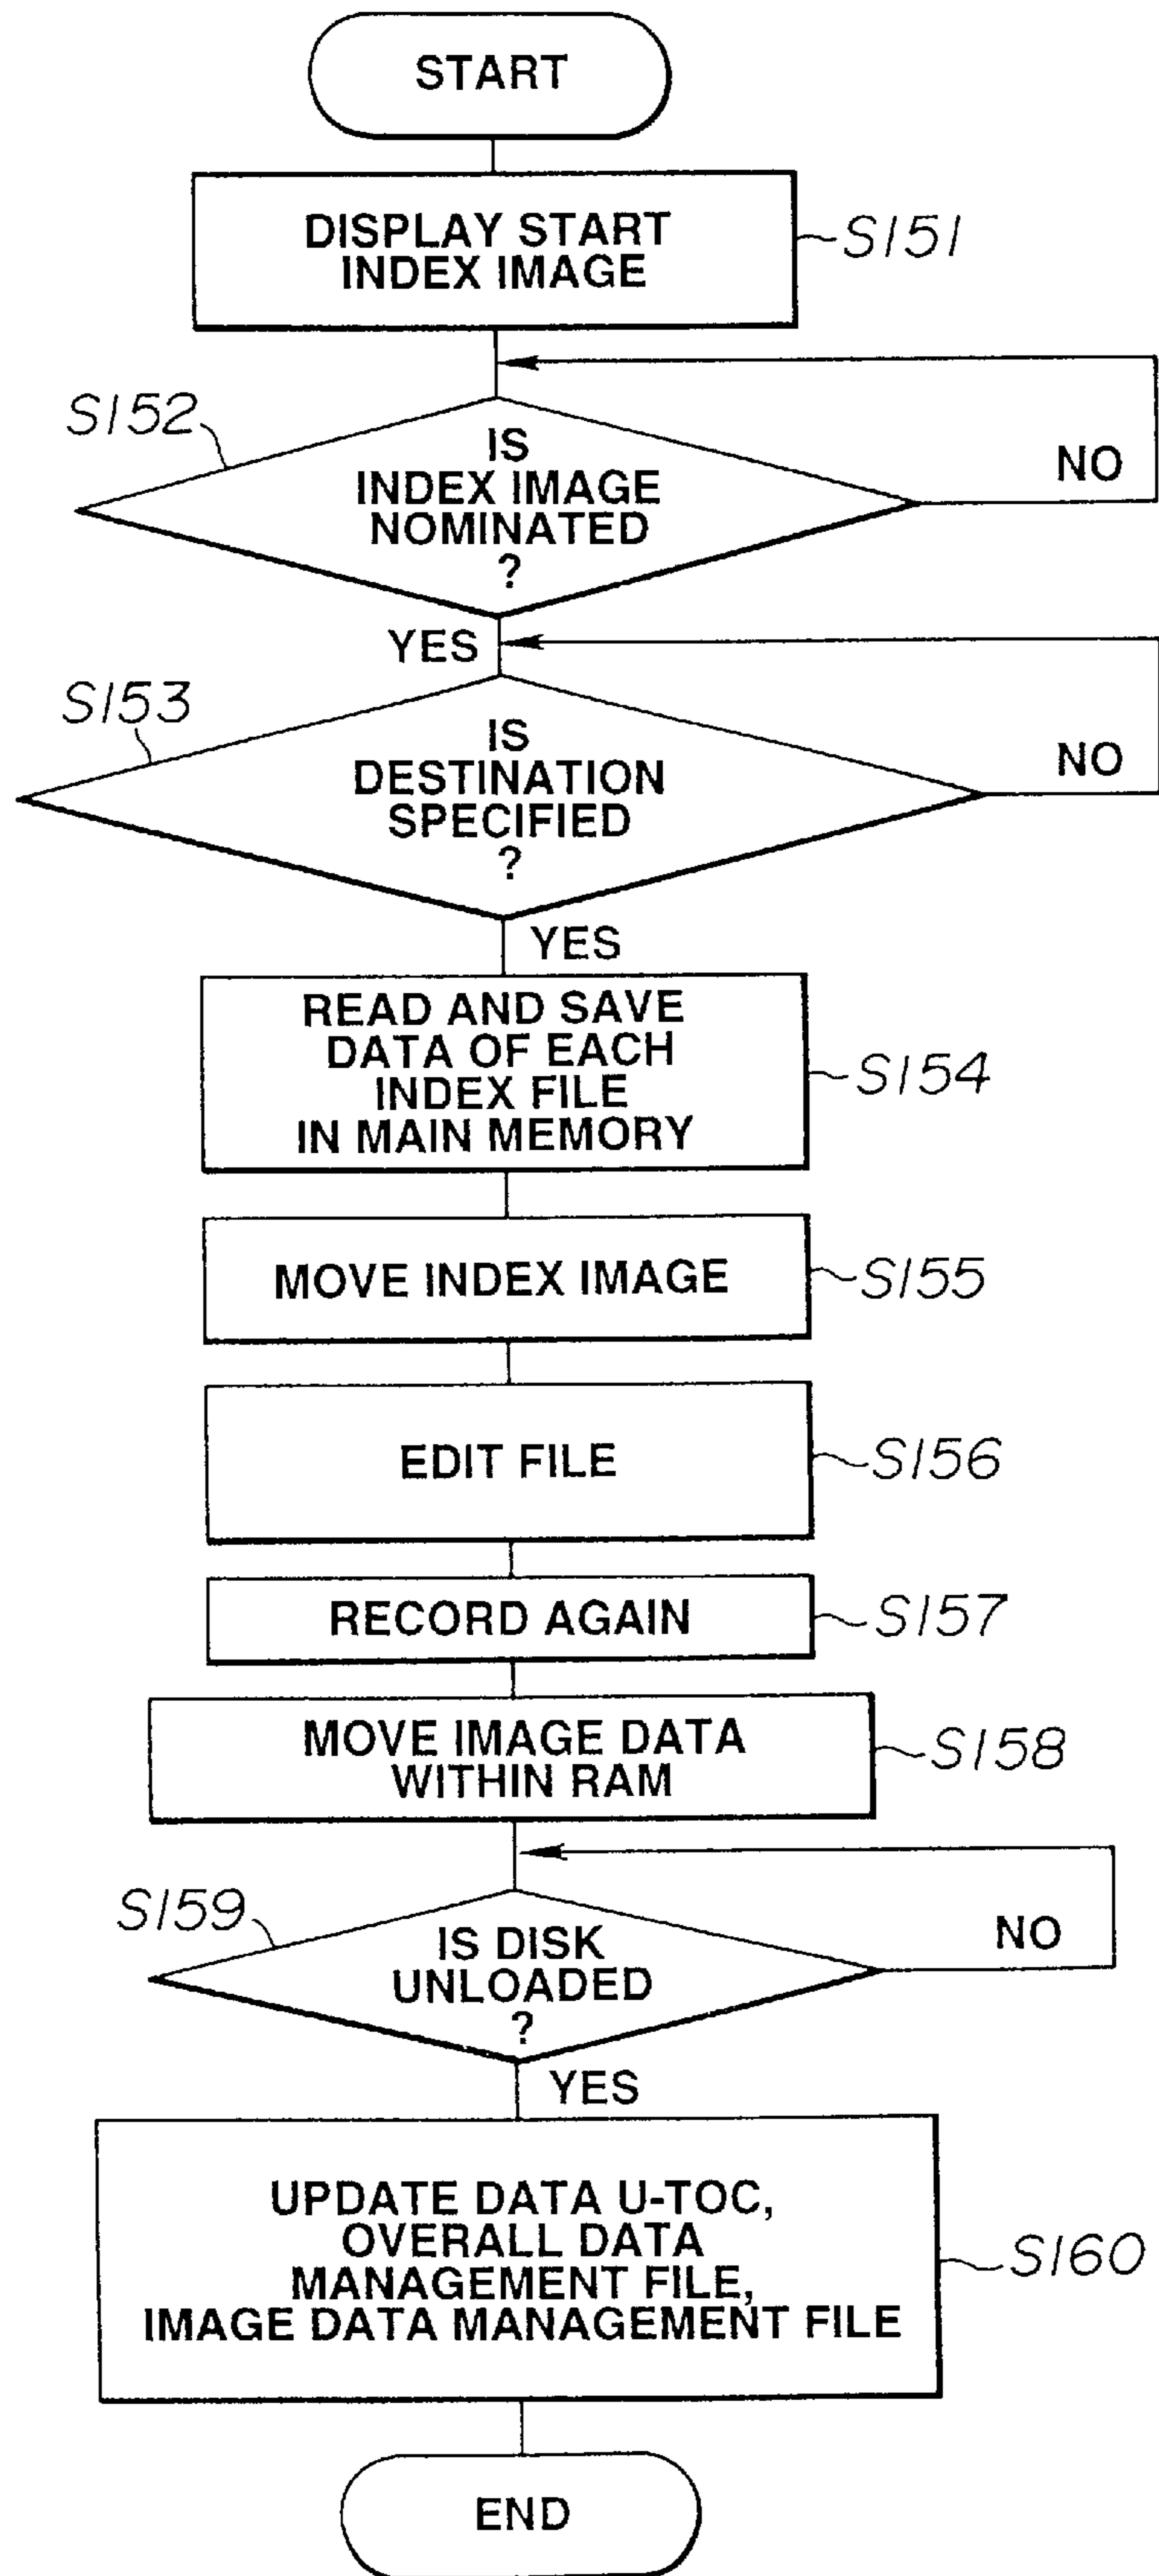 START
DISPLAY START
INDEX IMAGE
S151
S152
IS
INDEX IMAGE
NOMINATED
?
NO
YES
S153
IS
DESTINATION
SPECIFIED
?
NO
YES
READ AND SAVE
DATA OF EACH
INDEX FILE
IN MAIN MEMORY
S154
MOVE INDEX IMAGE
S155
EDIT FILE
S156
RECORD AGAIN
S157
MOVE IMAGE DATA
WITHIN RAM
S158
S159
IS DISK
UNLOADED
?
NO
YES
UPDATE DATA U-TOC,
OVERALL DATA
MANAGEMENT FILE,
IMAGE DATA MANAGEMENT FILE
S160
END